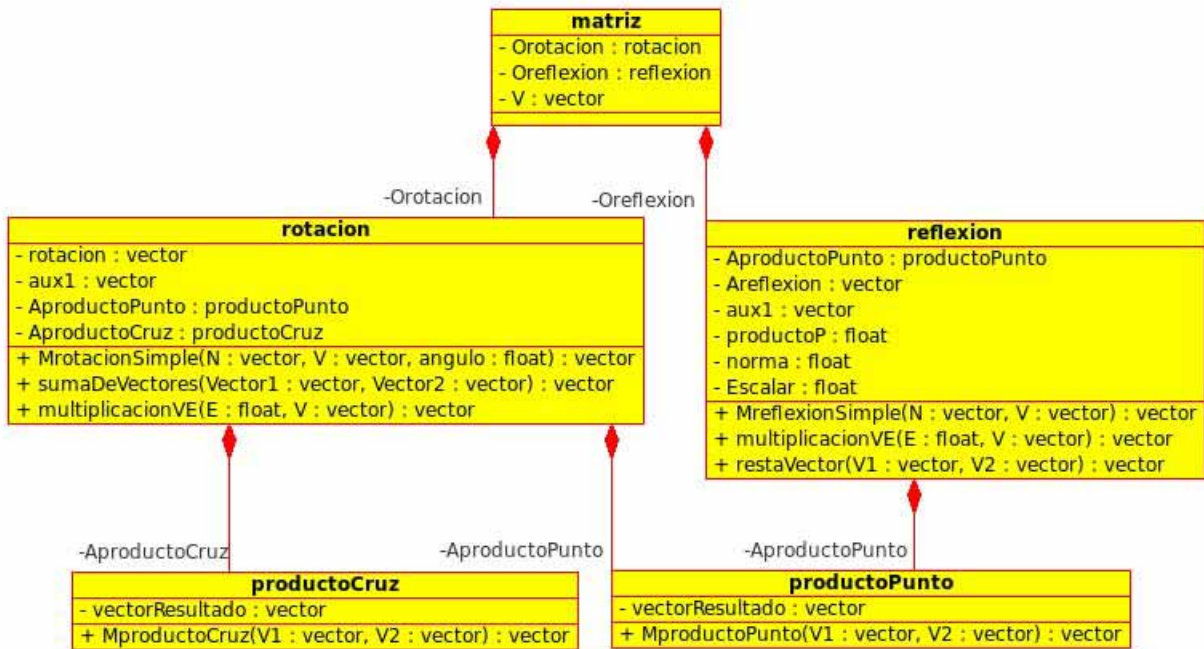 matriz
- Orotacion : rotacion
- Oreflexion : reflexion
- V : vector
-Orotacion
-Oreflexion
rotacion
- rotacion : vector
- aux1 : vector
- AproductoPunto : productoPunto
- AproductoCruz : productoCruz
+ MrotacionSimple(N : vector, V : vector, angulo : float) : vector
+ sumaDeVectores(Vector1 : vector, Vector2 : vector) : vector
+ multiplicacionVE(E : float, V : vector) : vector
reflexion
- AproductoPunto : productoPunto
- Areflexion : vector
- aux1 : vector
- productoP : float
- norma : float
- Escalar : float
+ MreflexionSimple(N : vector, V : vector) : vector
+ multiplicacionVE(E : float, V : vector) : vector
+ restaVector(V1 : vector, V2 : vector) : vector
-AproductoCruz
-AproductoPunto
-AproductoPunto
productoCruz
- vectorResultado : vector
+ MproductoCruz(V1 : vector, V2 : vector) : vector
productoPunto
- vectorResultado : vector
+ MproductoPunto(V1 : vector, V2 : vector) : vector